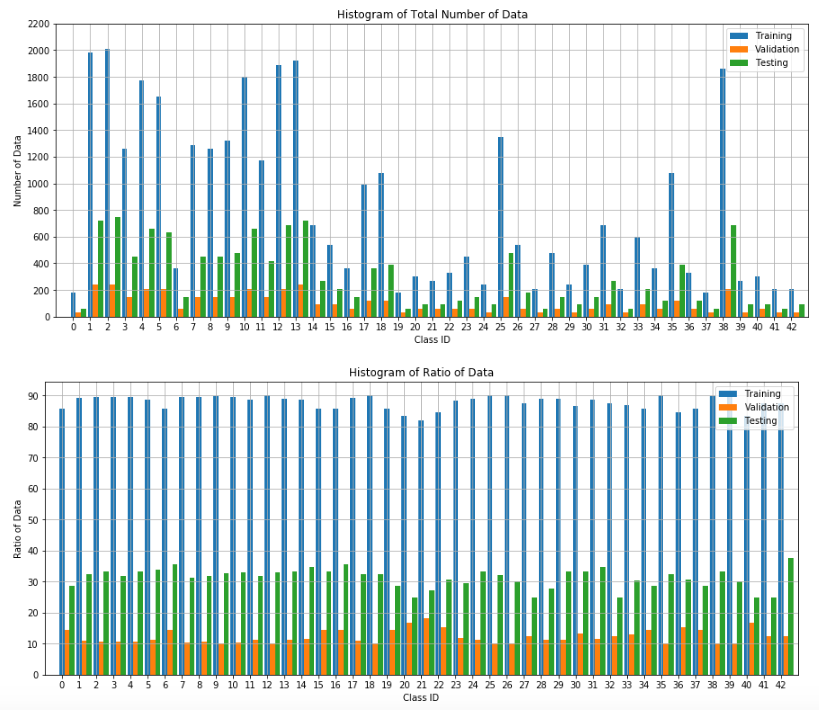 Histogram of Total Number of Data
2200
2000
1800
1600
1400
1200
1000
800
600
400
200
0
Number of Data
Training
Validation
Testing
0 1 2 3 4 5 6 7 8 9 10 11 12 13 14 15 16 17 18 19 20 21 22 23 24 25 26 27 28 29 30 31 32 33 34 35 36 37 38 39 40 41 42
Class ID
Histogram of Ratio of Data
90
80
70
60
50
40
30
20
10
0
Ratio of Data
Training
Validation
Testing
0 1 2 3 4 5 6 7 8 9 10 11 12 13 14 15 16 17 18 19 20 21 22 23 24 25 26 27 28 29 30 31 32 33 34 35 36 37 38 39 40 41 42
Class ID